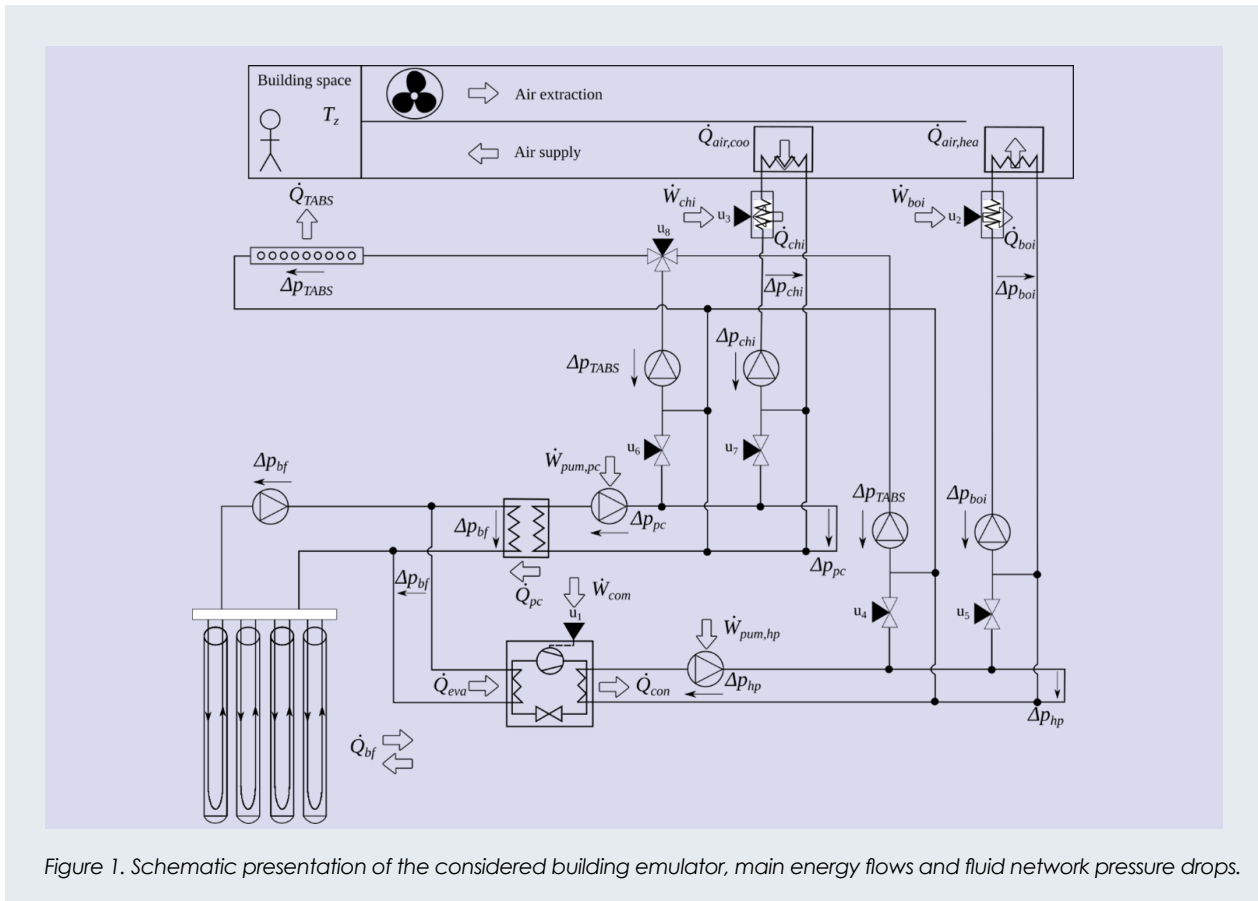 Building space
T_z
Air extraction
Air supply
Q̇_air,coo
Q̇_air,hea
Q̇_TABS
Ẇ_chi
u_3
Q̇_chi
Ẇ_boi
u_2
Q̇_boi
u_8
Δp_TABS
Δp_chi
Δp_boi
Δp_TABS
Δp_chi
u_6
u_7
Δp_bf
Ẇ_pum,pc
Δp_TABS
Δp_boi
Δp_bf
Δp_pc
Δp_pc
Δp_bf
Q̇_pc
Ẇ_com
u_1
u_4
u_5
Ẇ_pum,hp
Q̇_eva
Q̇_con
Δp_hp
Δp_hp
Q̇_bf
Figure 1. Schematic presentation of the considered building emulator, main energy flows and fluid network pressure drops.